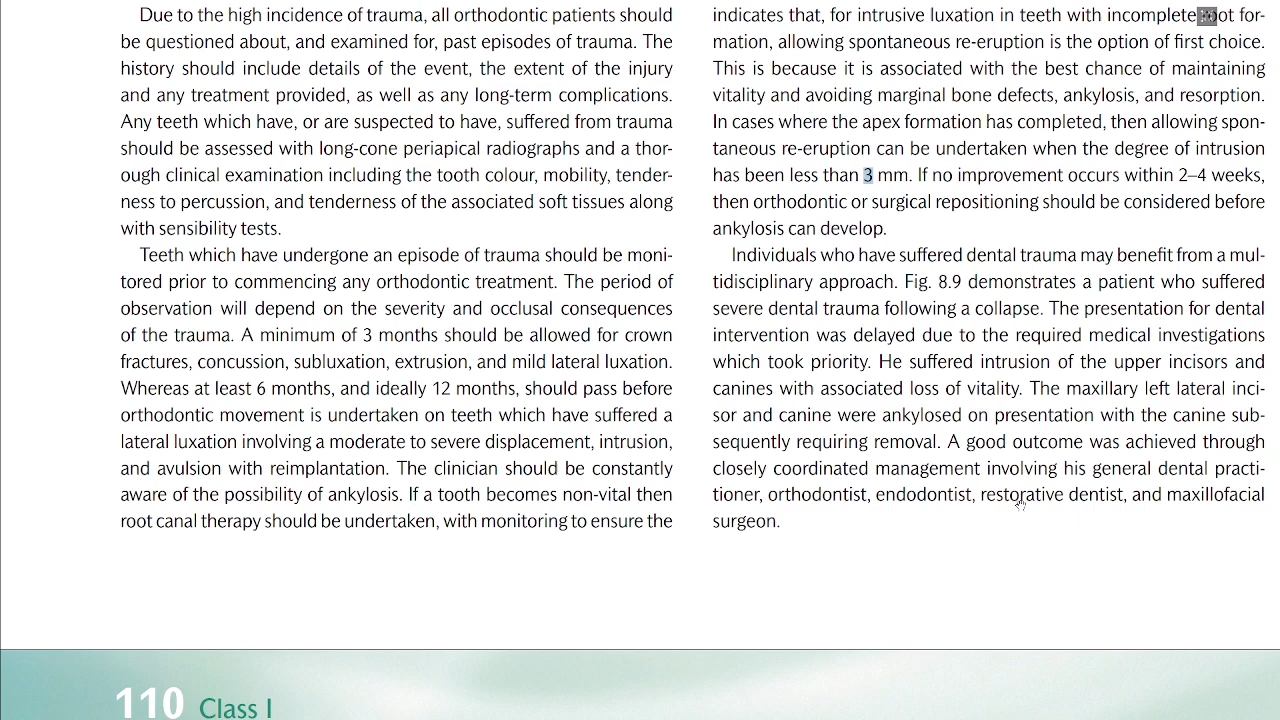 Due to the high incidence of trauma, all orthodontic patients should
be questioned about, and examined for, past episodes of trauma. The
history should include details of the event, the extent of the injury
and any treatment provided, as well as any long-term complications.
Any teeth which have, or are suspected to have, suffered from trauma
should be assessed with long-cone periapical radiographs and a thor-
ough clinical examination including the tooth colour, mobility, tender-
ness to percussion, and tenderness of the associated soft tissues along
with sensibility tests.
Teeth which have undergone an episode of trauma should be moni-
tored prior to commencing any orthodontic treatment. The period of
observation will depend on the severity and occlusal consequences
of the trauma. A minimum of 3 months should be allowed for crown
fractures, concussion, subluxation, extrusion, and mild lateral luxation.
Whereas at least 6 months, and ideally 12 months, should pass before
orthodontic movement is undertaken on teeth which have suffered a
lateral luxation involving a moderate to severe displacement, intrusion,
and avulsion with reimplantation. The clinician should be constantly
aware of the possibility of ankylosis. If a tooth becomes non-vital then
root canal therapy should be undertaken, with monitoring to ensure the
indicates that, for intrusive luxation in teeth with incomplete root for-
mation, allowing spontaneous re-eruption is the option of first choice.
This is because it is associated with the best chance of maintaining
vitality and avoiding marginal bone defects, ankylosis, and resorption.
In cases where the apex formation has completed, then allowing spon-
taneous re-eruption can be undertaken when the degree of intrusion
has been less than 3 mm. If no improvement occurs within 2–4 weeks,
then orthodontic or surgical repositioning should be considered before
ankylosis can develop.
Individuals who have suffered dental trauma may benefit from a mul-
tidisciplinary approach. Fig. 8.9 demonstrates a patient who suffered
severe dental trauma following a collapse. The presentation for dental
intervention was delayed due to the required medical investigations
which took priority. He suffered intrusion of the upper incisors and
canines with associated loss of vitality. The maxillary left lateral inci-
sor and canine were ankylosed on presentation with the canine sub-
sequently requiring removal. A good outcome was achieved through
closely coordinated management involving his general dental practi-
tioner, orthodontist, endodontist, restorative dentist, and maxillofacial
surgeon.
110 Class I